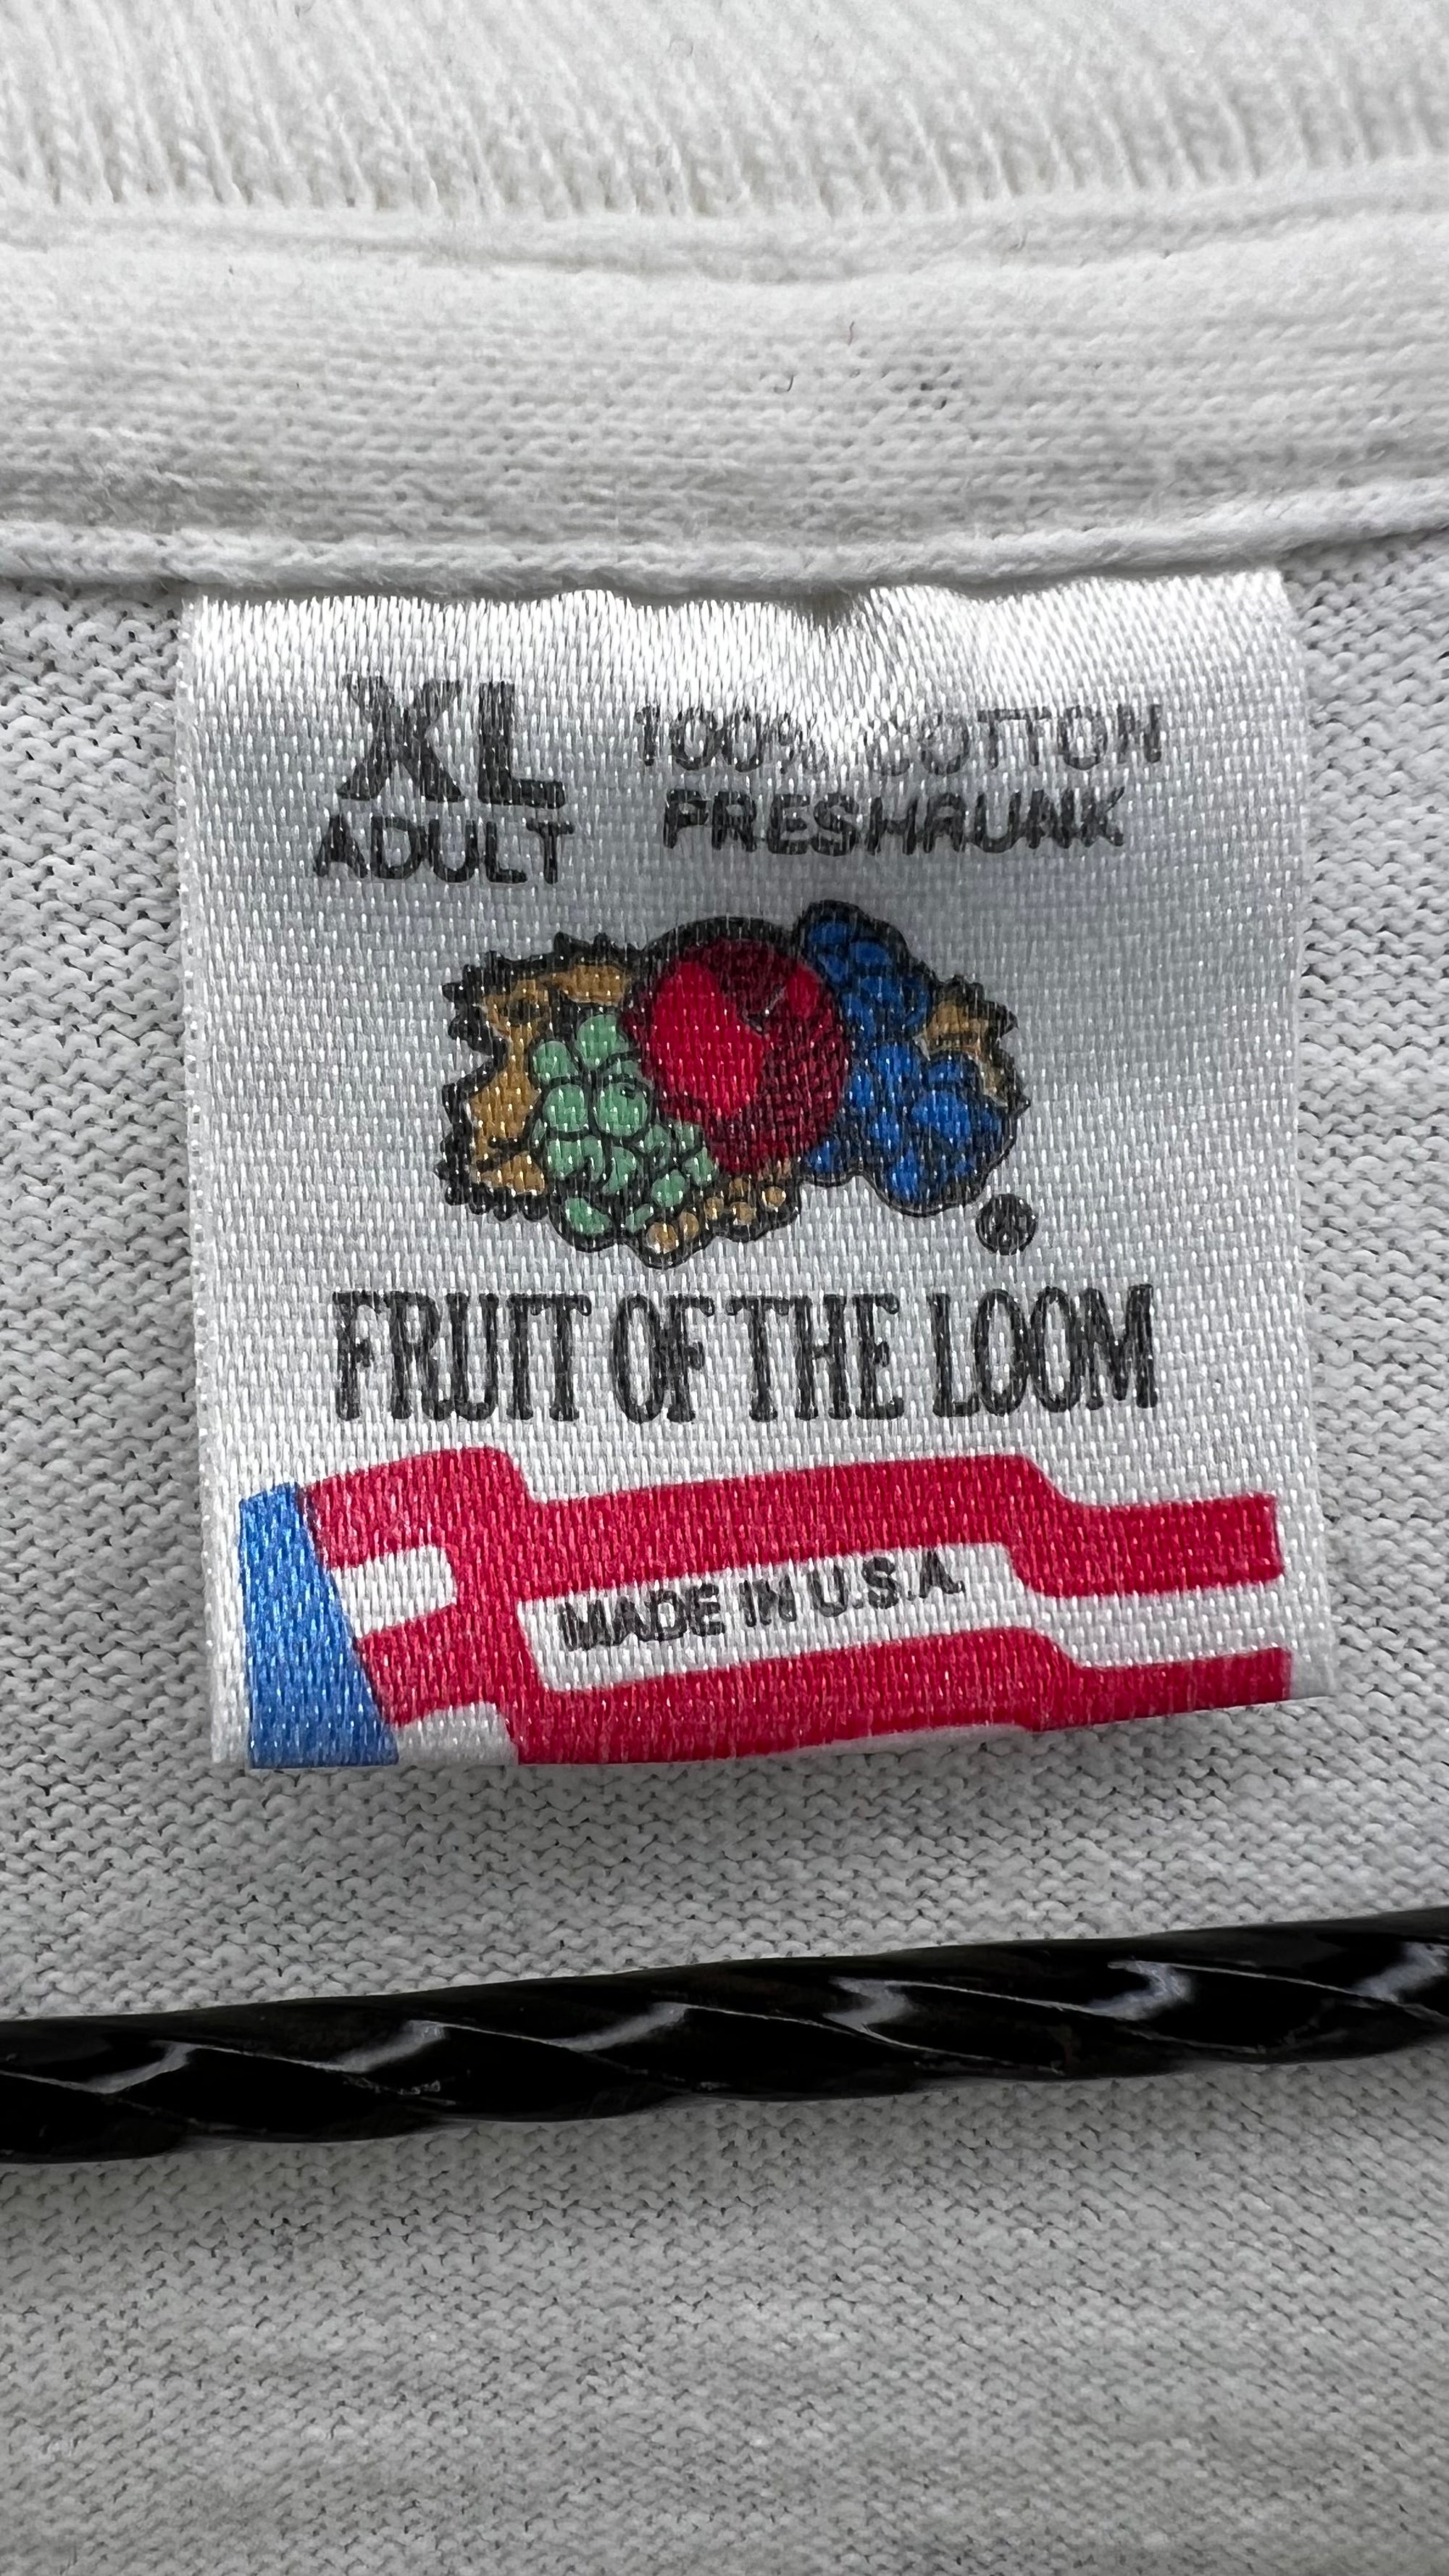 XL 100% COTTON
ADULT PRESHRUNK
®
FRUIT OF THE LOOM
MADE IN U.S.A.